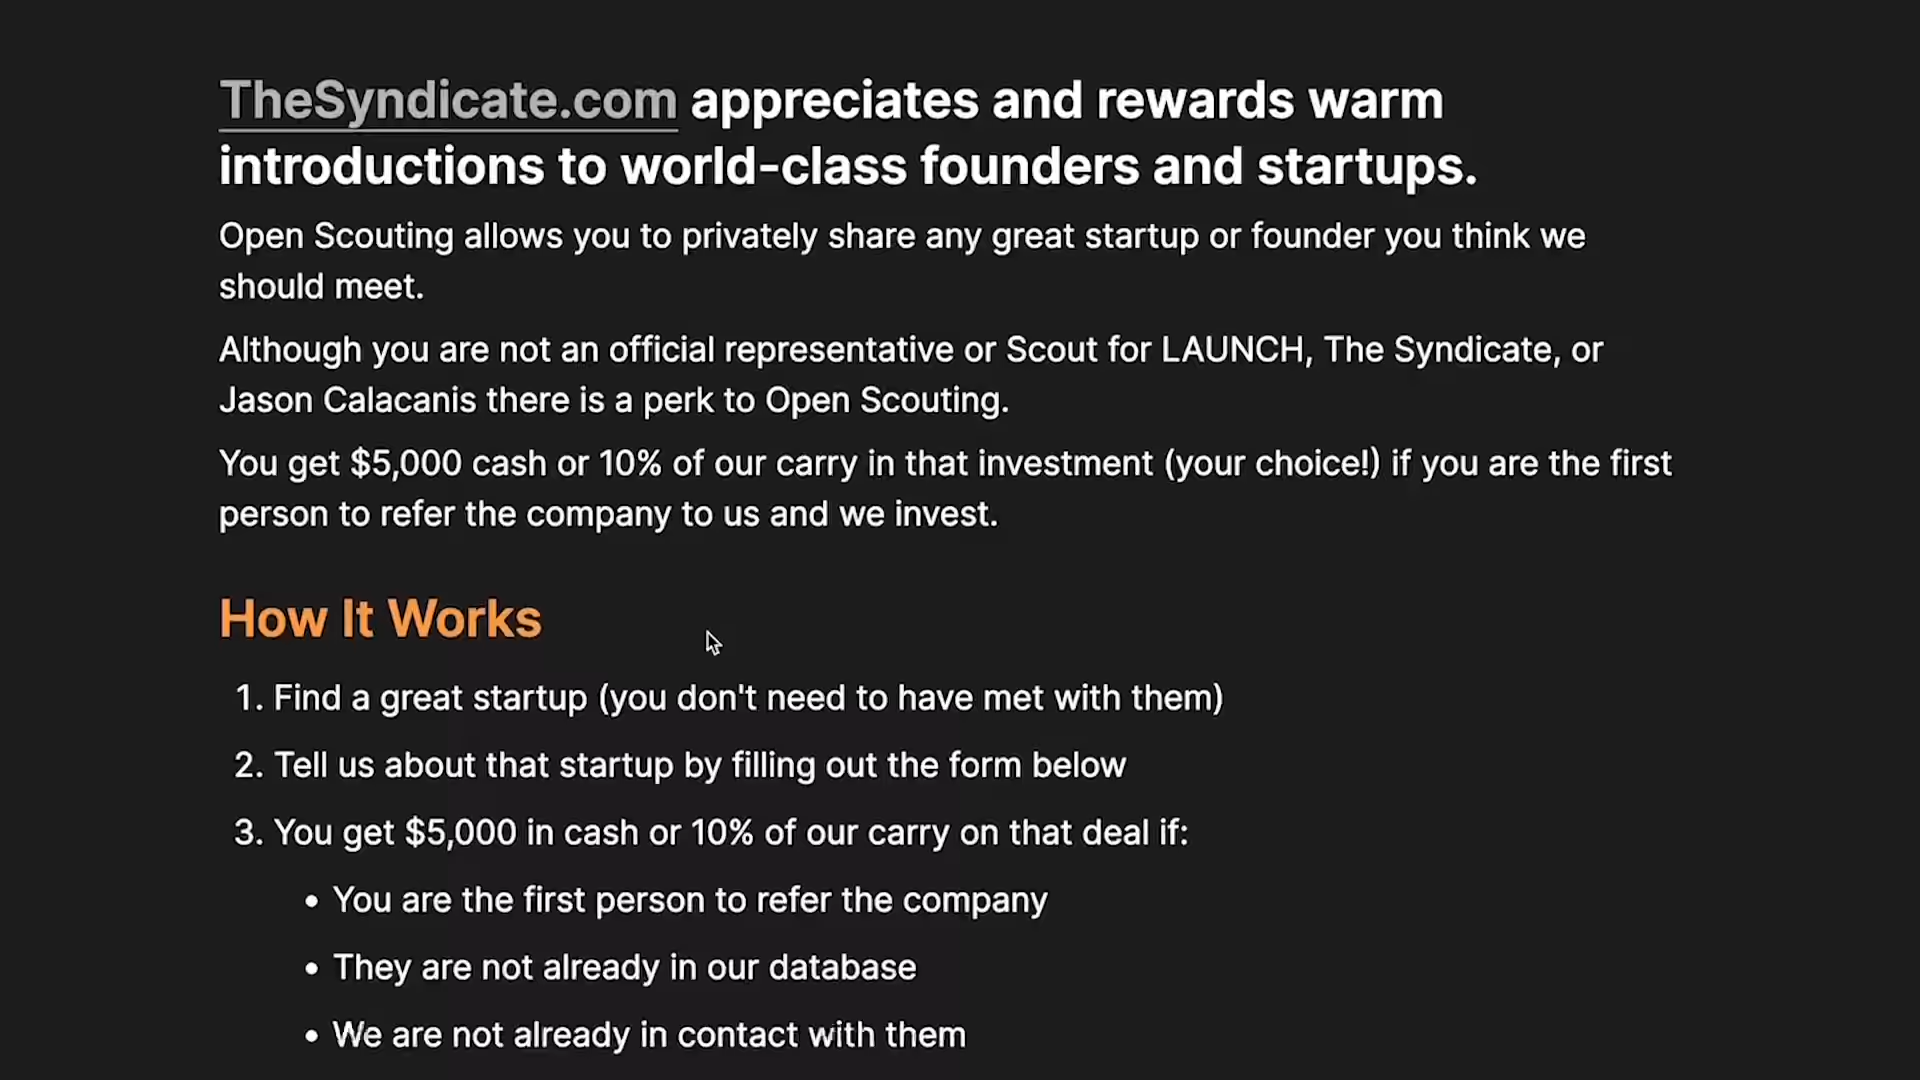 TheSyndicate.com appreciates and rewards warm
introductions to world-class founders and startups.
Open Scouting allows you to privately share any great startup or founder you think we
should meet.
Although you are not an official representative or Scout for LAUNCH, The Syndicate, or
Jason Calacanis there is a perk to Open Scouting.
You get $5,000 cash or 10% of our carry in that investment (your choice!) if you are the first
person to refer the company to us and we invest.
How It Works
1. Find a great startup (you don't need to have met with them)
2. Tell us about that startup by filling out the form below
3. You get $5,000 in cash or 10% of our carry on that deal if:
• You are the first person to refer the company
• They are not already in our database
• We are not already in contact with them